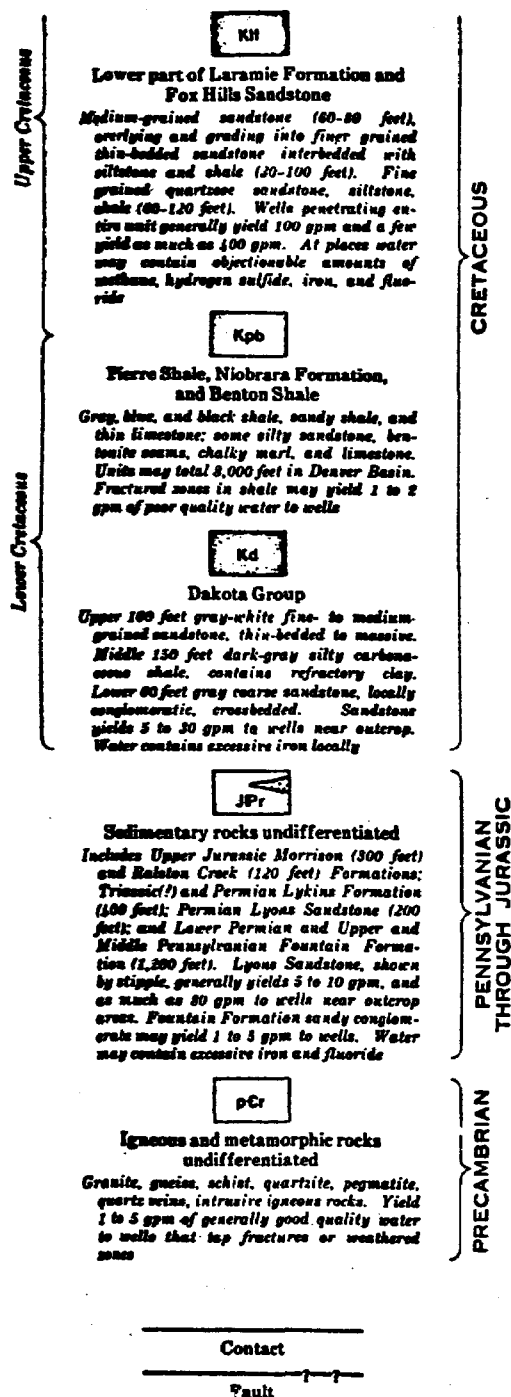 Klf
Lower part of Laramie Formation and
Fox Hills Sandstone
Medium-grained sandstone (60-80 feet),
overlying and grading into finer grained
thin-bedded sandstone interbedded with
siltstone and shale (20-100 feet). Fine
grained quartzose sandstone, siltstone,
shale (60-120 feet). Wells penetrating en-
tire unit generally yield 100 gpm and a few
yield as much as 400 gpm. At places water
may contain objectionable amounts of
methane, hydrogen sulfide, iron, and fluo-
ride
Upper Cretaceous
Kpb
Pierre Shale, Niobrara Formation,
and Benton Shale
Gray, blue, and black shale, sandy shale, and
thin limestone; some silty sandstone, ben-
tonite seams, chalky marl, and limestone.
Units may total 8,000 feet in Denver Basin.
Fractured zones in shale may yield 1 to 2
gpm of poor quality water to wells
Kd
Dakota Group
Upper 100 feet gray-white fine- to medium-
grained sandstone, thin-bedded to massive.
Middle 150 feet dark-gray silty carbona-
ceous shale, contains refractory clay.
Lower 60 feet gray coarse sandstone, locally
conglomeratic, crossbedded. Sandstone
yields 5 to 30 gpm to wells near outcrop.
Water contains excessive iron locally
Lower Cretaceous
CRETACEOUS
JPr
Sedimentary rocks undifferentiated
Includes Upper Jurassic Morrison (300 feet)
and Ralston Creek (120 feet) Formations;
Triassic(?) and Permian Lykins Formation
(400 feet); Permian Lyons Sandstone (200
feet); and Lower Permian and Upper and
Middle Pennsylvanian Fountain Forma-
tion (1,200 feet). Lyons Sandstone, shown
by stipple, generally yields 5 to 10 gpm, and
as much as 80 gpm to wells near outcrop
areas. Fountain Formation sandy conglom-
erate may yield 1 to 5 gpm to wells. Water
may contain excessive iron and fluoride
PENNSYLVANIAN
THROUGH JURASSIC
p€r
Igneous and metamorphic rocks
undifferentiated
Granite, gneiss, schist, quartzite, pegmatite,
quartz veins, intrusive igneous rocks. Yield
1 to 5 gpm of generally good quality water
to wells that tap fractures or weathered
zones
PRECAMBRIAN
Contact
? ?
Fault